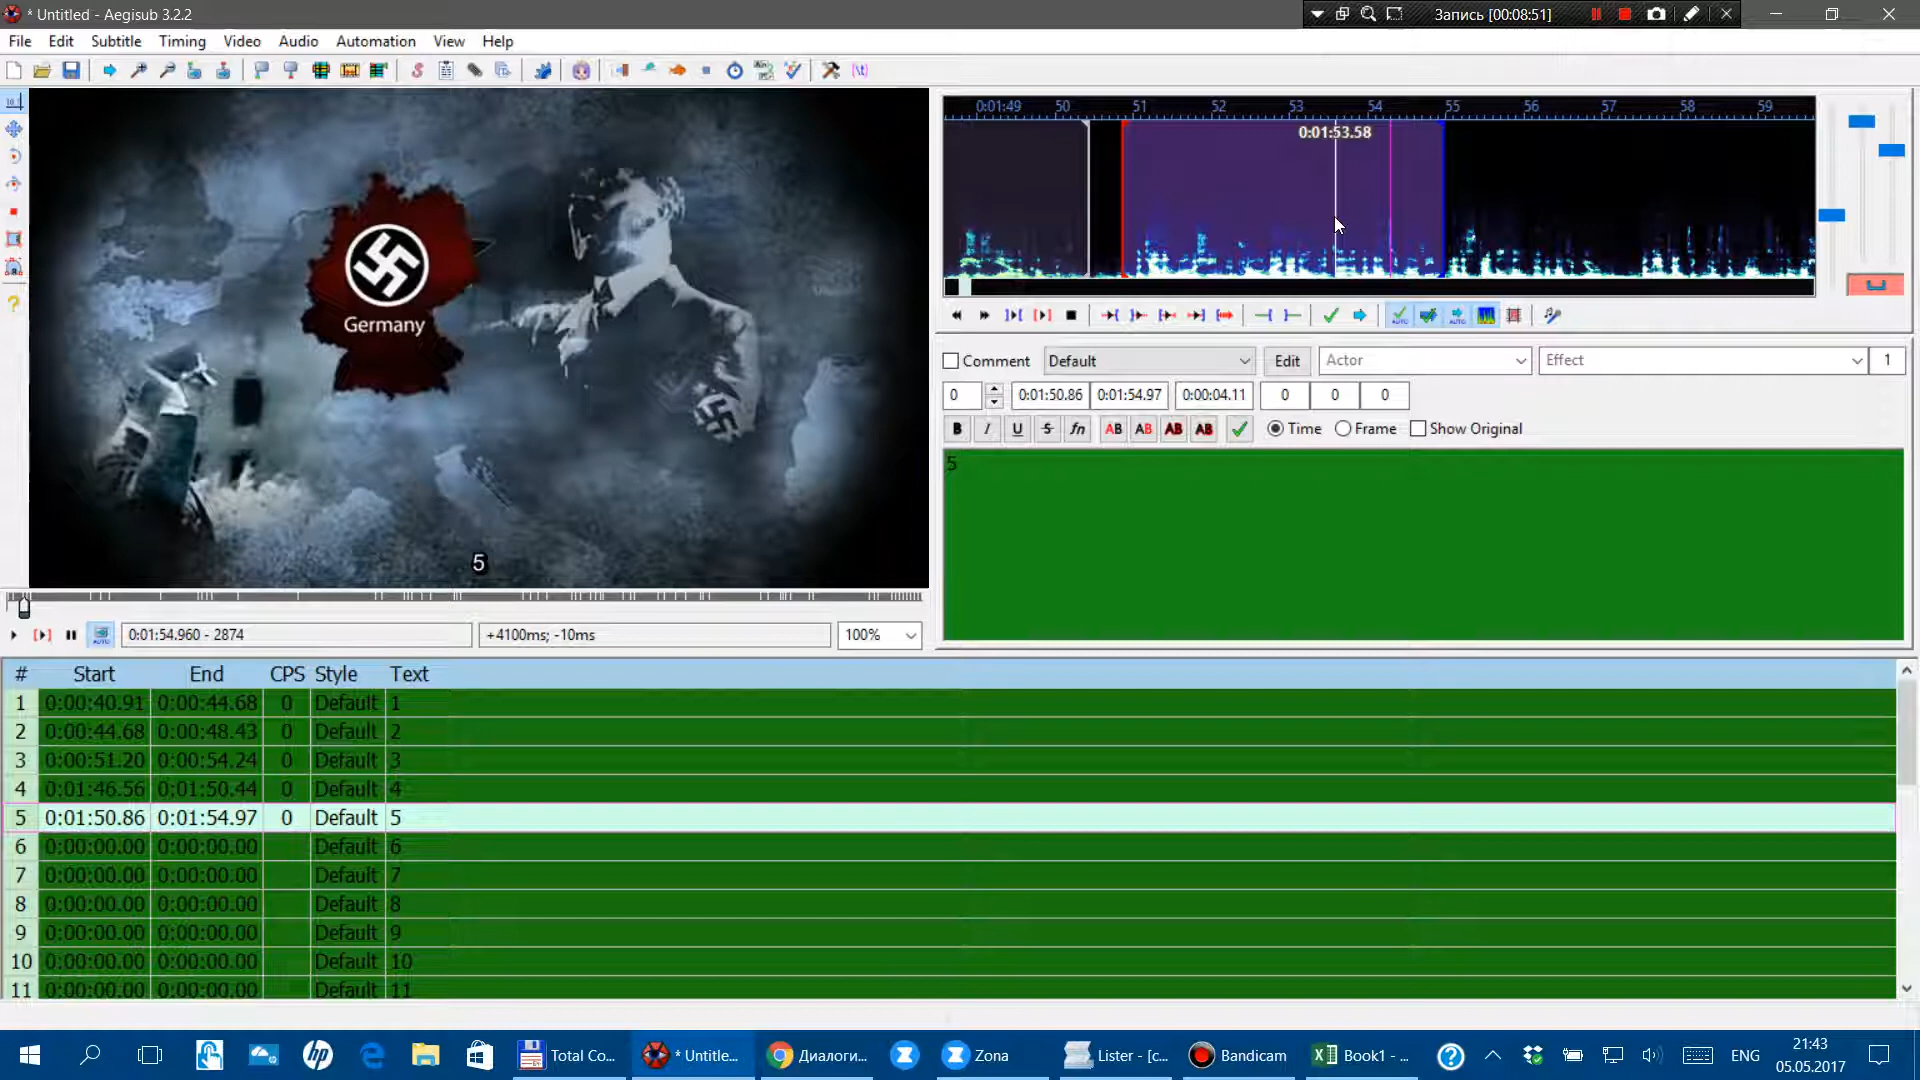 * Untitled - Aegisub 3.2.2
Запись [00:08:51]
File Edit Subtitle Timing Video Audio Automation View Help
0:01:49 50 51 52 53 54 55 56 57 58 59
0:01:53.58
Germany
5
Comment Default Edit Actor Effect 1
0 0:01:50.86 0:01:54.97 0:00:04.11 0 0 0
B I U S fn AB AB AB AB Time Frame Show Original
5
0:01:54.960 - 2874 +4100ms; -10ms 100%
# Start End CPS Style Text
1 0:00:40.91 0:00:44.68 0 Default 1
2 0:00:44.68 0:00:48.43 0 Default 2
3 0:00:51.20 0:00:54.24 0 Default 3
4 0:01:46.56 0:01:50.44 0 Default 4
5 0:01:50.86 0:01:54.97 0 Default 5
6 0:00:00.00 0:00:00.00 Default 6
7 0:00:00.00 0:00:00.00 Default 7
8 0:00:00.00 0:00:00.00 Default 8
9 0:00:00.00 0:00:00.00 Default 9
10 0:00:00.00 0:00:00.00 Default 10
11 0:00:00.00 0:00:00.00 Default 11
Total Co... * Untitle... Диалоги... Zona Lister - [c... Bandicam Book1 - ... ENG
21:43
05.05.2017